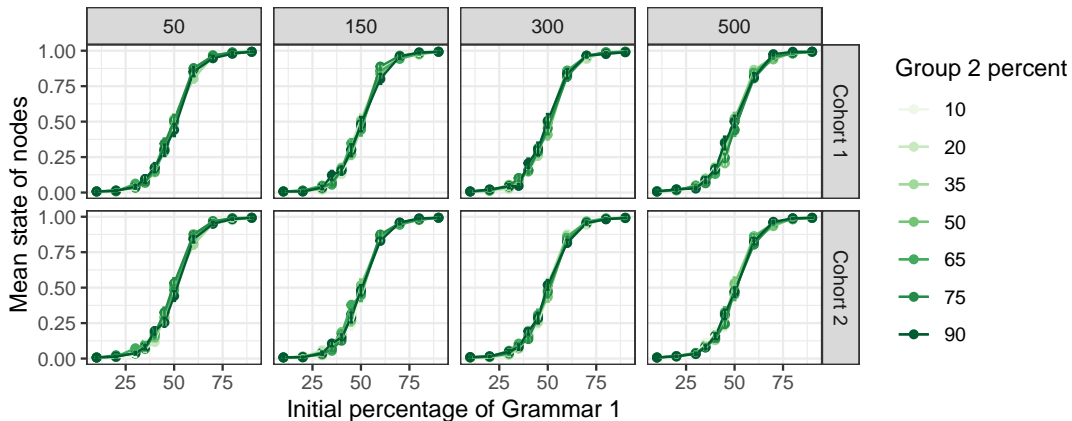 50 150 300 500
Mean state of nodes
1.00
0.75
0.50
0.25
0.00
Cohort 1
1.00
0.75
0.50
0.25
0.00
Cohort 2
25 50 75 25 50 75 25 50 75 25 50 75
Initial percentage of Grammar 1
Group 2 percent
10
20
35
50
65
75
90